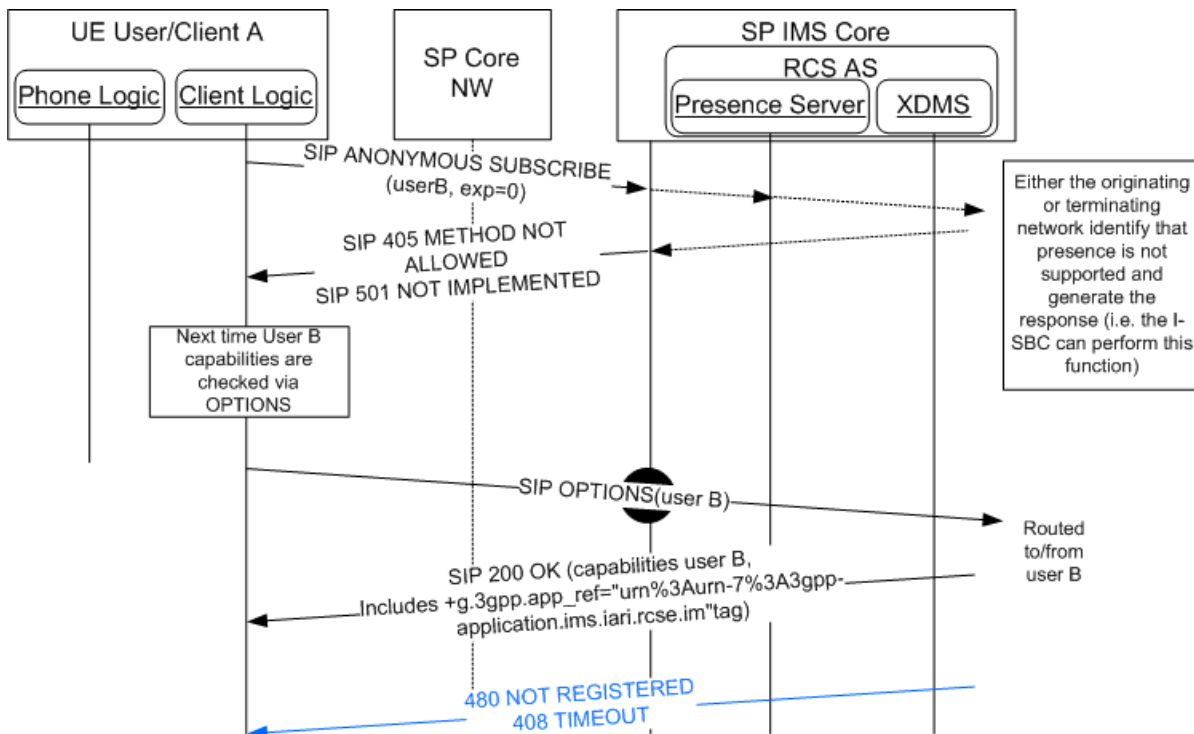 UE User/Client A
Phone Logic
Client Logic
SP Core
NW
SP IMS Core
RCS AS
Presence Server
XDMS
SIP ANONYMOUS SUBSCRIBE
(userB, exp=0)
SIP 405 METHOD NOT
ALLOWED
SIP 501 NOT IMPLEMENTED
Either the originating
or terminating
network identify that
presence is not
supported and
generate the
response (i.e. the I-
SBC can perform this
function)
Next time User B
capabilities are
checked via
OPTIONS
SIP OPTIONS(user B)
Routed
to/from
user B
SIP 200 OK (capabilities user B,
Includes +g.3gpp.app_ref="urn%3Aurn-7%3A3gpp-
application.ims.iari.rcse.im"tag)
480 NOT REGISTERED
408 TIMEOUT